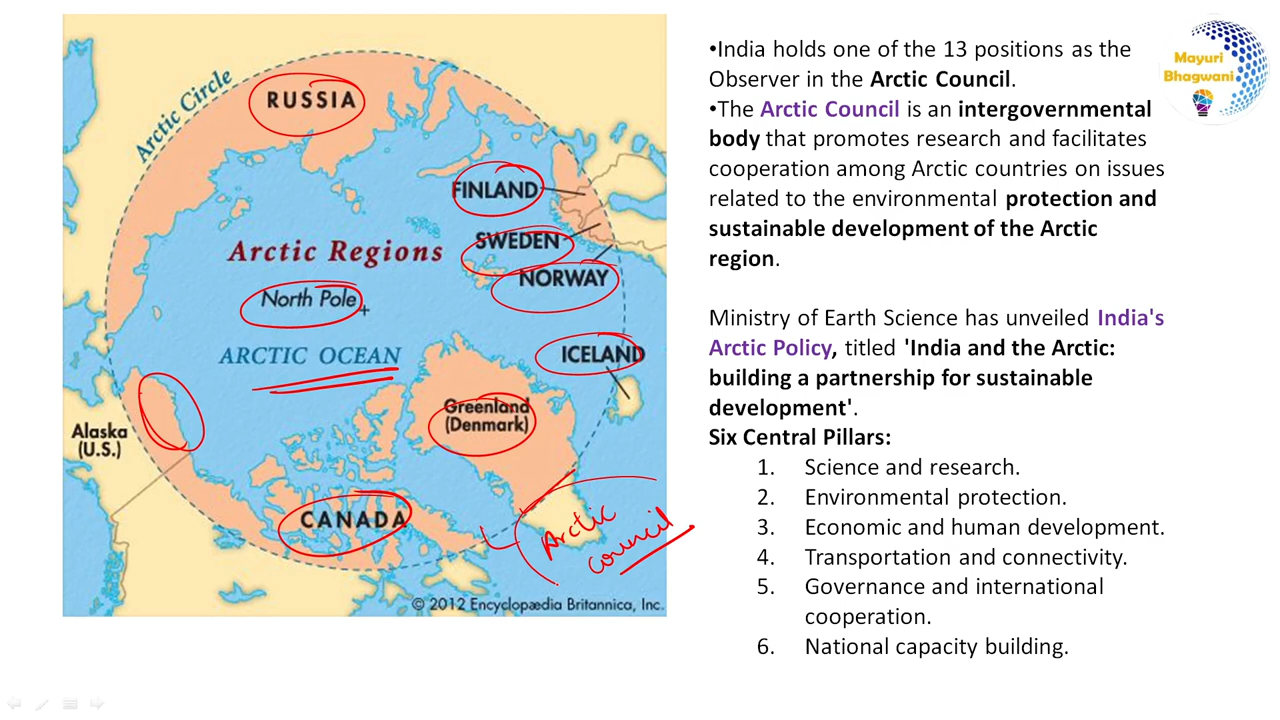 Arctic Circle
RUSSIA
FINLAND
SWEDEN
Arctic Regions
NORWAY
North Pole
ARCTIC OCEAN
ICELAND
Greenland
(Denmark)
Alaska
(U.S.)
CANADA
Arctic
council
© 2012 Encyclopædia Britannica, Inc.
•India holds one of the 13 positions as the
Observer in the Arctic Council.
•The Arctic Council is an intergovernmental
body that promotes research and facilitates
cooperation among Arctic countries on issues
related to the environmental protection and
sustainable development of the Arctic
region.
Ministry of Earth Science has unveiled India's
Arctic Policy, titled 'India and the Arctic:
building a partnership for sustainable
development'.
Six Central Pillars:
1. Science and research.
2. Environmental protection.
3. Economic and human development.
4. Transportation and connectivity.
5. Governance and international
cooperation.
6. National capacity building.
Mayuri
Bhagwani